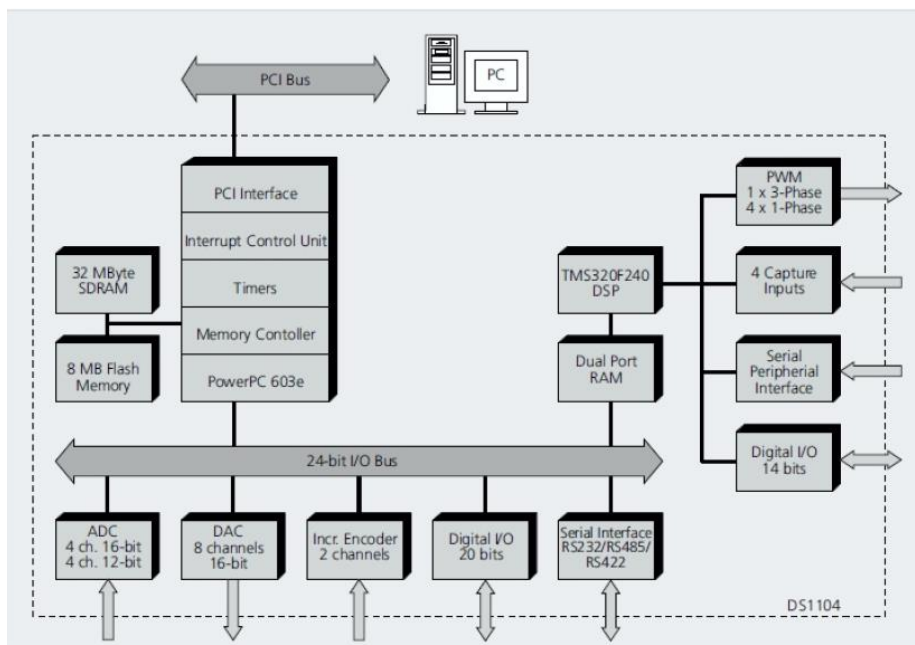 PCI Bus
PC
PCI Interface
Interrupt Control Unit
Timers
Memory Contoller
PowerPC 603e
32 MByte
SDRAM
8 MB Flash
Memory
TMS320F240
DSP
Dual Port
RAM
PWM
1 x 3-Phase
4 x 1-Phase
4 Capture
Inputs
Serial
Peripherial
Interface
Digital I/O
14 bits
24-bit I/O Bus
ADC
4 ch. 16-bit
4 ch. 12-bit
DAC
8 channels
16-bit
Incr. Encoder
2 channels
Digital I/O
20 bits
Serial Interface
RS232/RS485/
RS422
DS1104